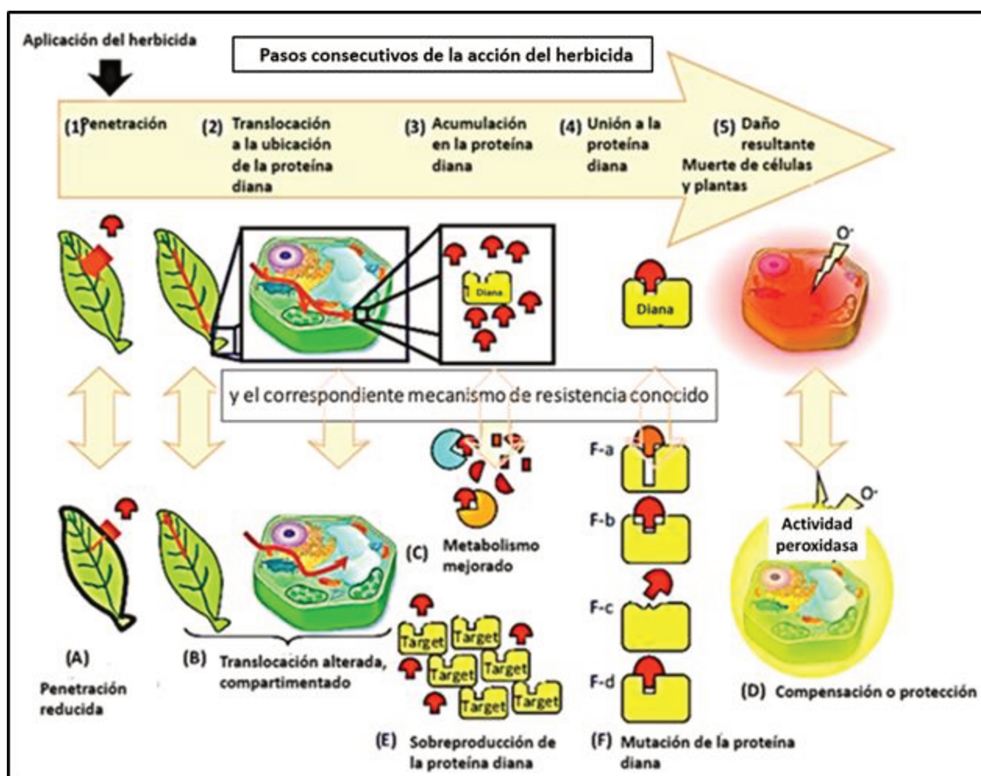 Aplicación del herbicida
Pasos consecutivos de la acción del herbicida
(1) Penetración
(2) Translocación
a la ubicación
de la proteína
diana
(3) Acumulación
en la proteína
diana
(4) Unión a la
proteína
diana
(5) Daño
resultante
Muerte de células
y plantas
O⁻
Diana
Diana
y el correspondiente mecanismo de resistencia conocido
F-a
F-b
F-c
F-d
O⁻
Actividad
peroxidasa
(C) Metabolismo
mejorado
(A)
Penetración
reducida
(B) Translocación alterada,
compartimentado
Target
Target
Target
Target
Target
Target
(D) Compensación o protección
(E) Sobreproducción de
la proteína diana
(F) Mutación de la proteína
diana